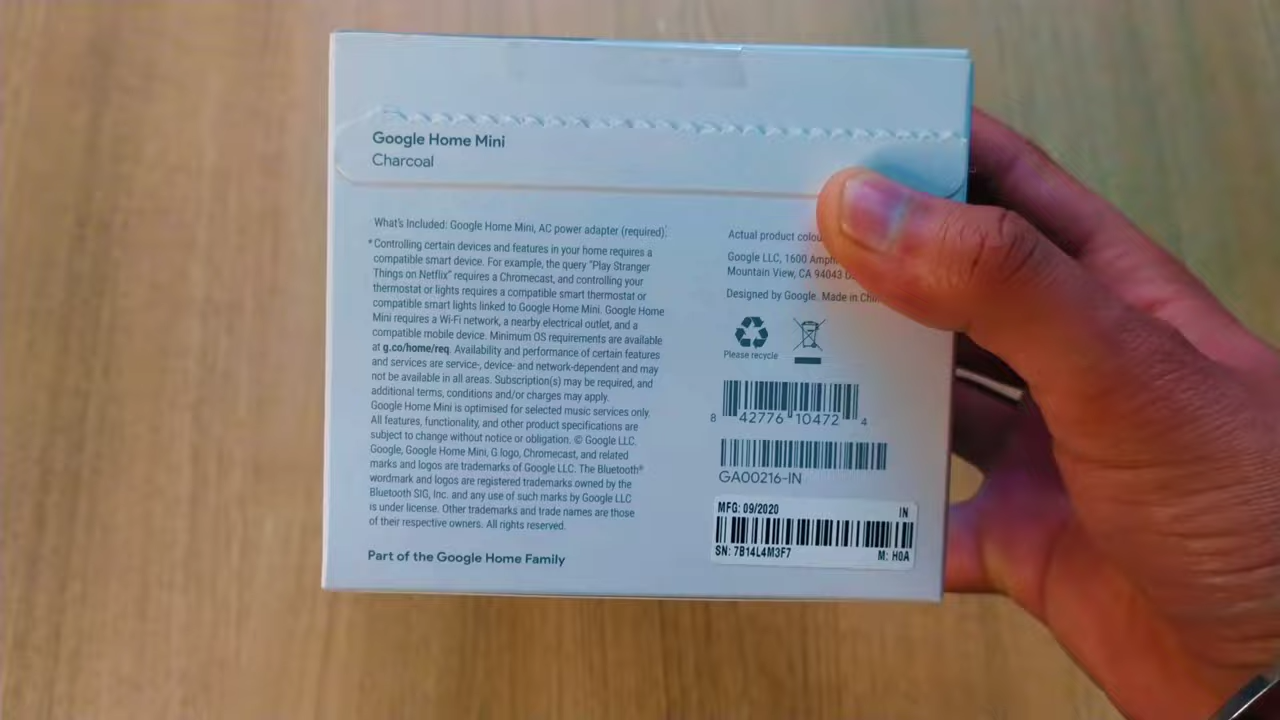 Google Home Mini
Charcoal
What's Included: Google Home Mini, AC power adapter (required).
* Controlling certain devices and features in your home requires a
compatible smart device. For example, the query "Play Stranger
Things on Netflix" requires a Chromecast, and controlling your
thermostat or lights requires a compatible smart thermostat or
compatible smart lights linked to Google Home Mini. Google Home
Mini requires a Wi-Fi network, a nearby electrical outlet, and a
compatible mobile device. Minimum OS requirements are available
at g.co/home/req. Availability and performance of certain features
and services are service-, device- and network-dependent and may
not be available in all areas. Subscription(s) may be required, and
additional terms, conditions and/or charges may apply.
Google Home Mini is optimised for selected music services only.
All features, functionality, and other product specifications are
subject to change without notice or obligation. © Google LLC.
Google, Google Home Mini, G logo, Chromecast, and related
marks and logos are trademarks of Google LLC. The Bluetooth®
wordmark and logos are registered trademarks owned by the
Bluetooth SIG, Inc. and any use of such marks by Google LLC
is under license. Other trademarks and trade names are those
of their respective owners. All rights reserved.
Part of the Google Home Family
Actual product
Google LLC, 1600
Mountain View, CA 94043
Designed by Google. Made in
Please recycle
8 42776 10472 4
GA00216-IN
MFG: 09/2020 IN
SN: 7B14L4M3F7 M: H0A